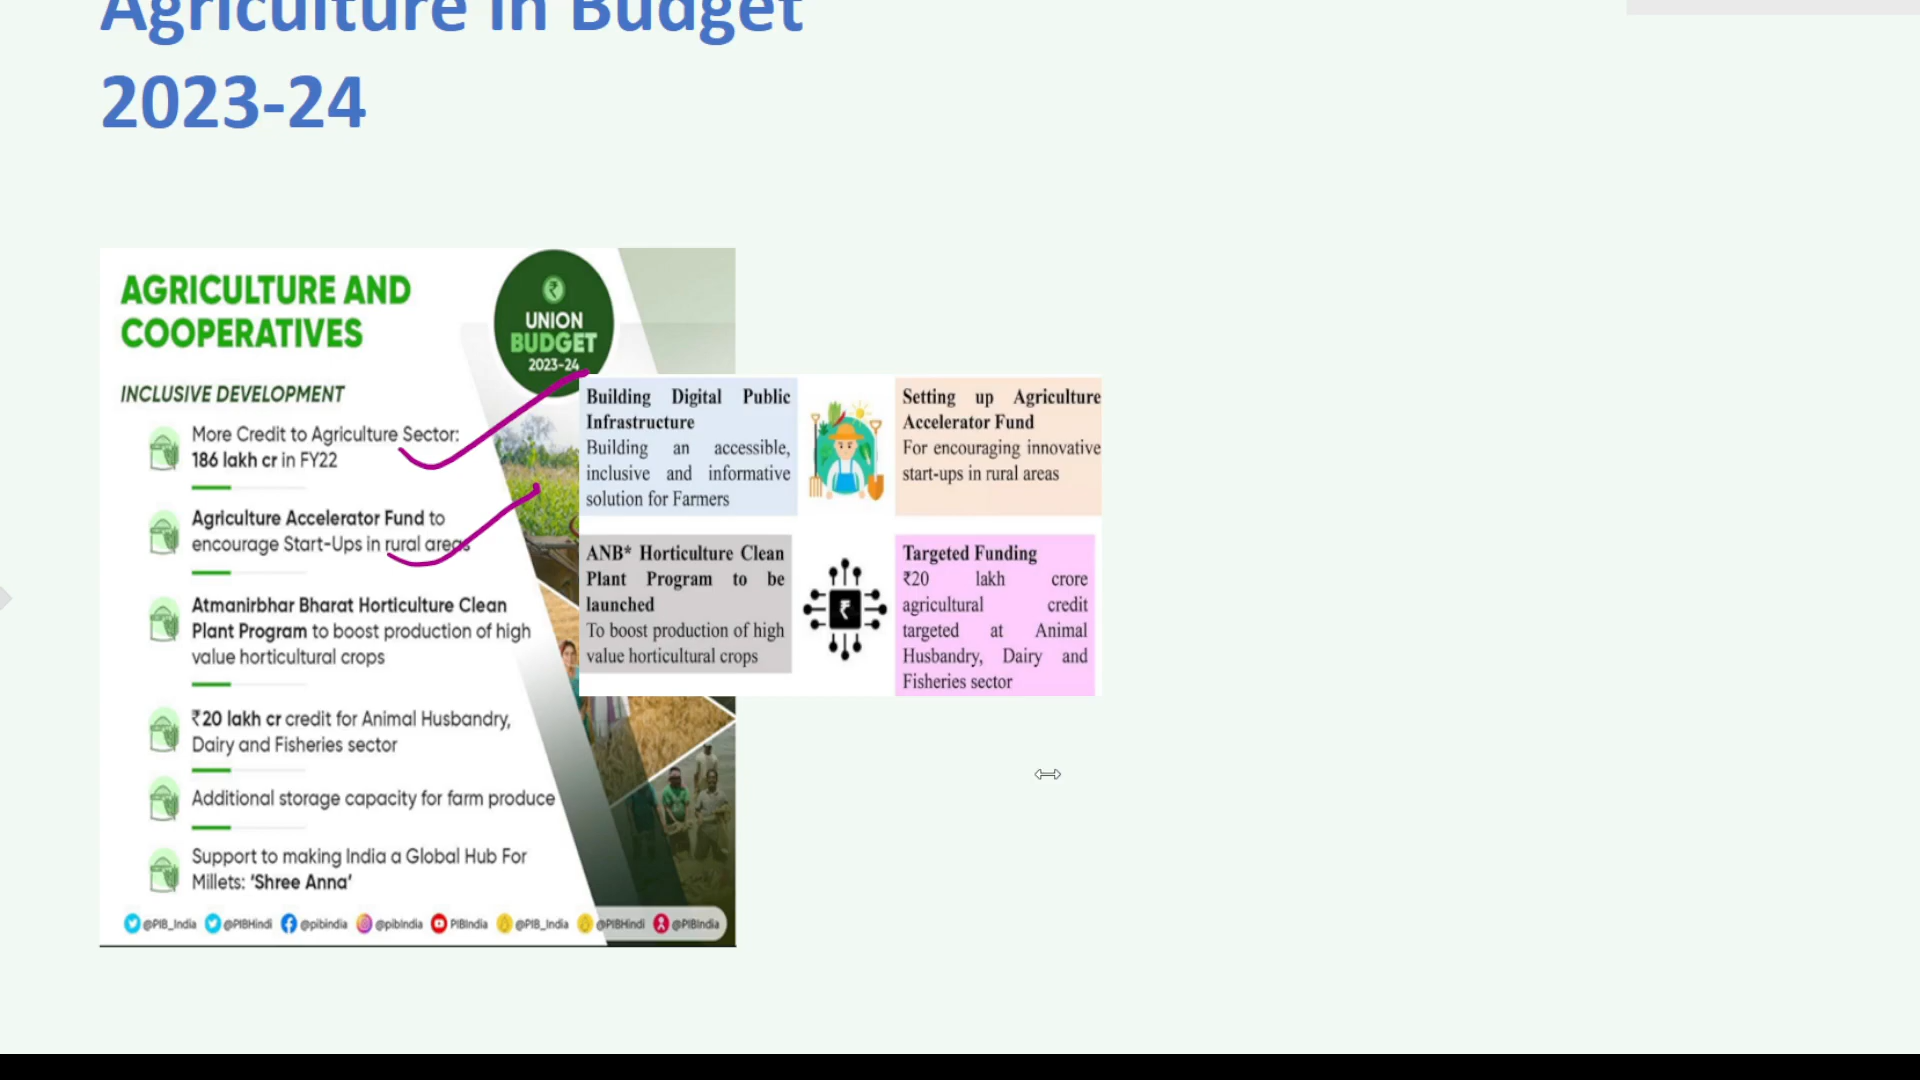 Agriculture in Budget
2023-24
AGRICULTURE AND
COOPERATIVES
UNION
BUDGET
2023-24
INCLUSIVE DEVELOPMENT
More Credit to Agriculture Sector:
186 lakh cr in FY22
Agriculture Accelerator Fund to
encourage Start-Ups in rural areas
Atmanirbhar Bharat Horticulture Clean
Plant Program to boost production of high
value horticultural crops
₹20 lakh cr credit for Animal Husbandry,
Dairy and Fisheries sector
Additional storage capacity for farm produce
Support to making India a Global Hub For
Millets: ‘Shree Anna’
@PIB_India @PIBHindi @pibindia @pibindia PIBIndia @PIB_India @PIBHindi @PIBIndia
Building Digital Public
Infrastructure
Building an accessible,
inclusive and informative
solution for Farmers
Setting up Agriculture
Accelerator Fund
For encouraging innovative
start-ups in rural areas
ANB* Horticulture Clean
Plant Program to be
launched
To boost production of high
value horticultural crops
₹
Targeted Funding
₹20 lakh crore
agricultural credit
targeted at Animal
Husbandry, Dairy and
Fisheries sector